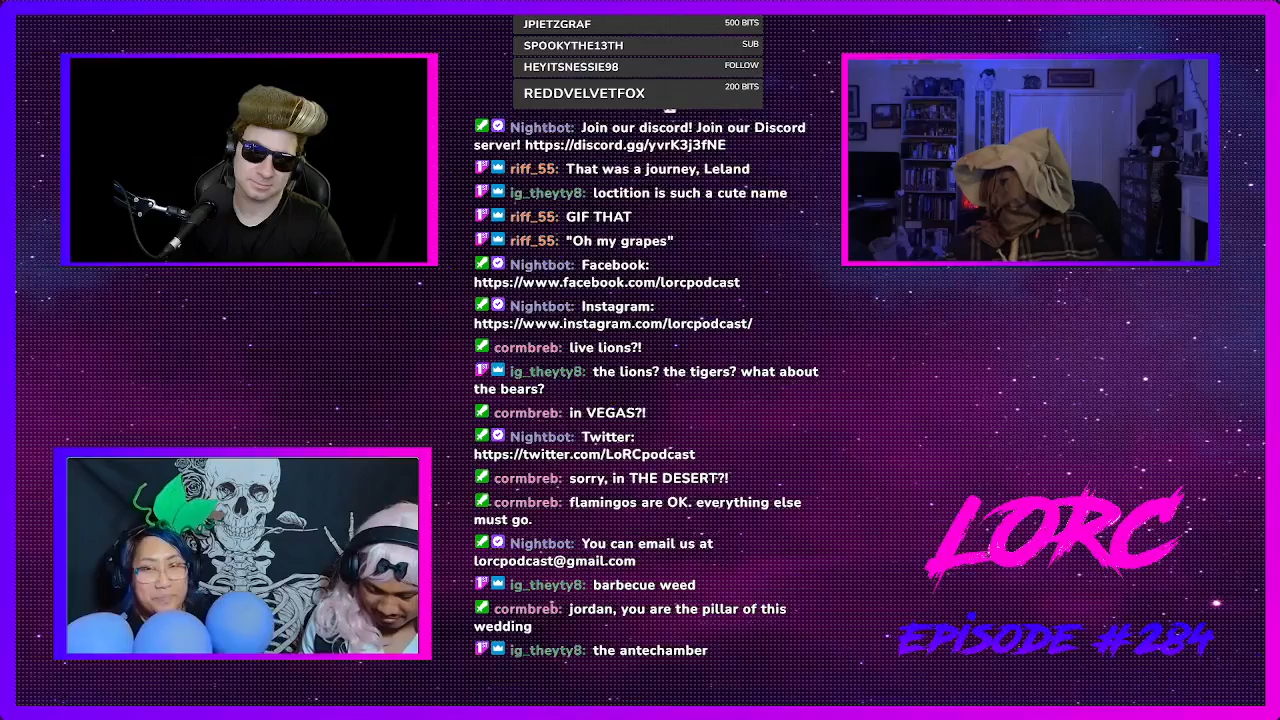 JPIETZGRAF 500 BITS
SPOOKYTHE13TH SUB
HEYITSNESSIE98 FOLLOW
REDDVELVETFOX 200 BITS
Nightbot: Join our discord! Join our Discord
server! https://discord.gg/yvrK3j3fNE
riff_55: That was a journey, Leland
ig_theyty8: loctition is such a cute name
riff_55: GIF THAT
riff_55: "Oh my grapes"
Nightbot: Facebook:
https://www.facebook.com/lorcpodcast
Nightbot: Instagram:
https://www.instagram.com/lorcpodcast/
cormbreb: live lions?!
ig_theyty8: the lions? the tigers? what about
the bears?
cormbreb: in VEGAS?!
Nightbot: Twitter:
https://twitter.com/LoRCpodcast
cormbreb: sorry, in THE DESERT?!
cormbreb: flamingos are OK. everything else
must go.
Nightbot: You can email us at
lorcpodcast@gmail.com
ig_theyty8: barbecue weed
cormbreb: jordan, you are the pillar of this
wedding
ig_theyty8: the antechamber
LORC
EPISODE #284